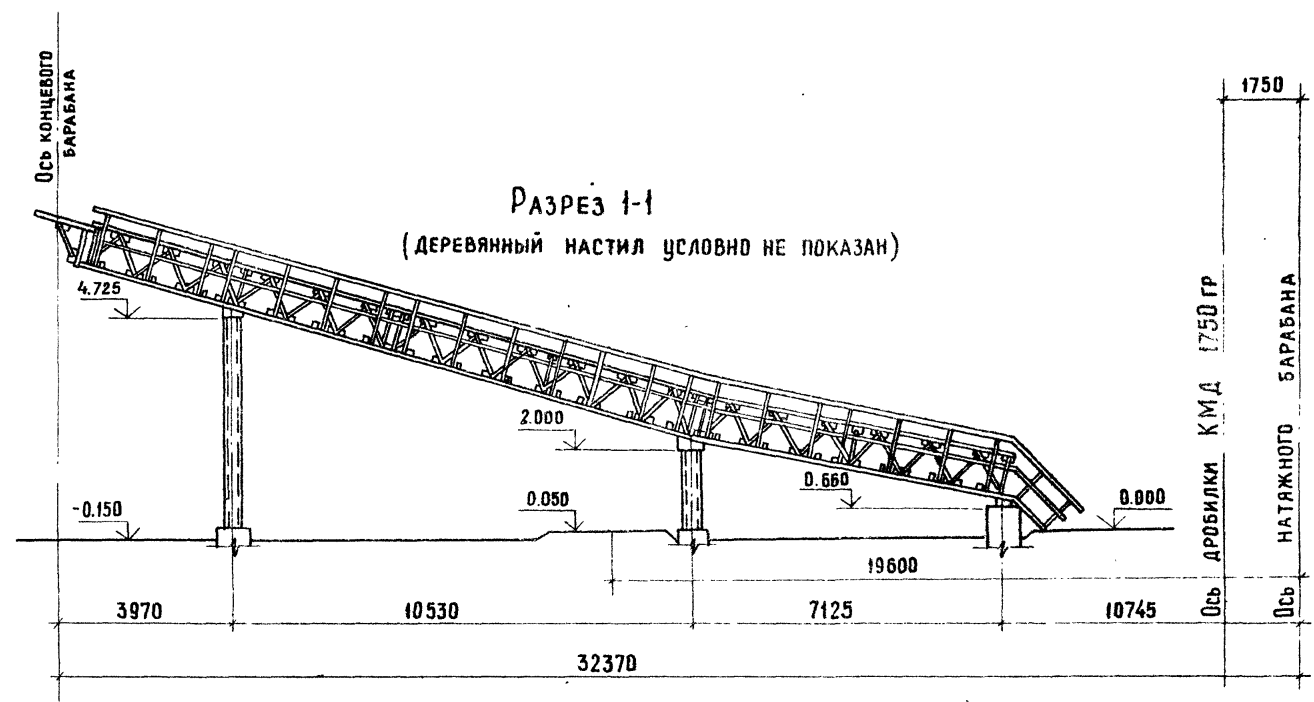 Ось концевого
барабана
1750
Разрез 1-1
(деревянный настил условно не показан)
4.725
2.000
0.660
-0.150
0.050
0.000
19600
3970
10530
7125
10745
32370
Ось дробилки КМД 1750 гр
Ось натяжного барабана